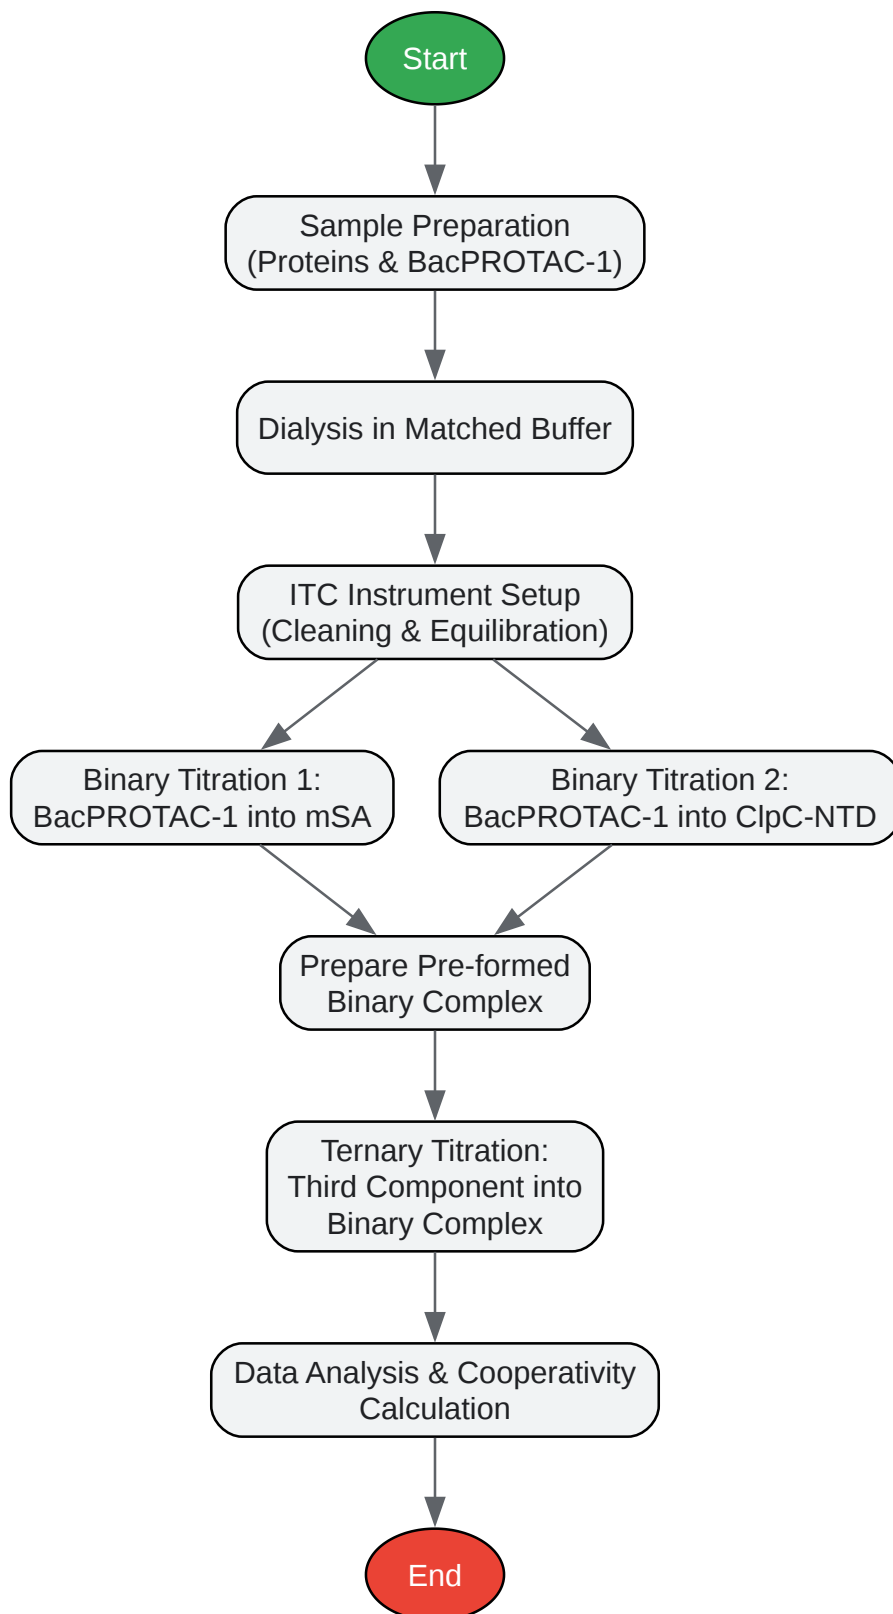 Start
Sample Preparation
(Proteins & BacPROTAC-1)
Dialysis in Matched Buffer
ITC Instrument Setup
(Cleaning & Equilibration)
Binary Titration 1:
BacPROTAC-1 into mSA
Binary Titration 2:
BacPROTAC-1 into ClpC-NTD
Prepare Pre-formed
Binary Complex
Ternary Titration:
Third Component into
Binary Complex
Data Analysis & Cooperativity
Calculation
End